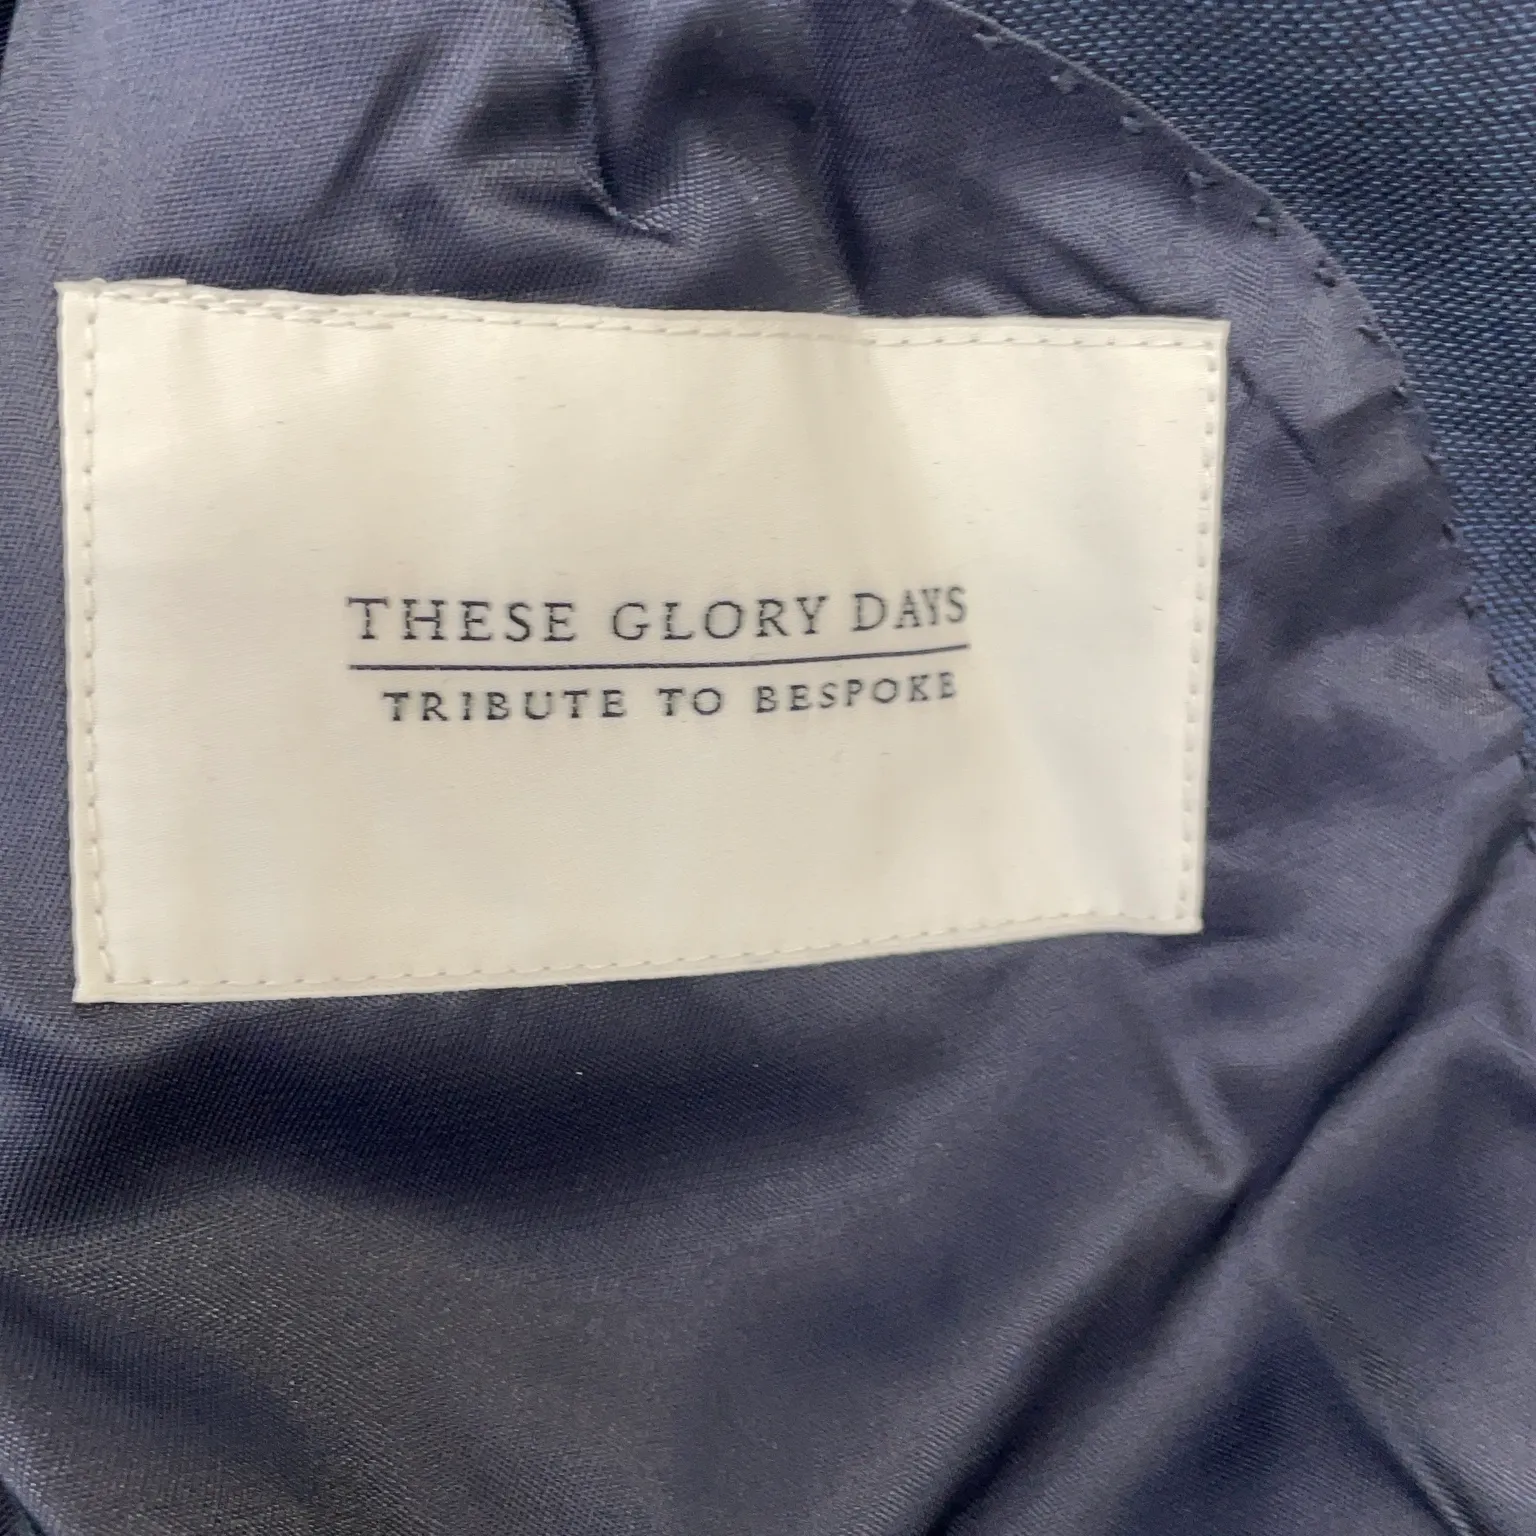 THESE GLORY DAYS
TRIBUTE TO BESPOKE